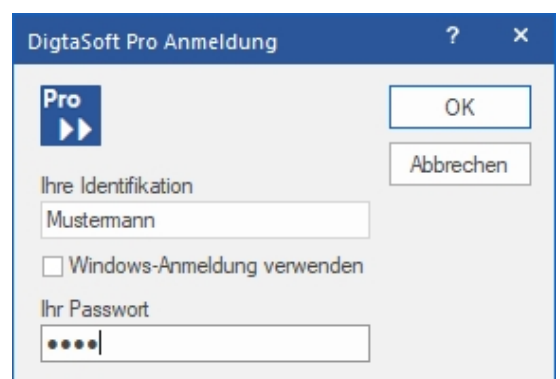 DigtaSoft Pro Anmeldung
Pro
OK
Abbrechen
Ihre Identifikation
Mustermann
Windows-Anmeldung verwenden
Ihr Passwort